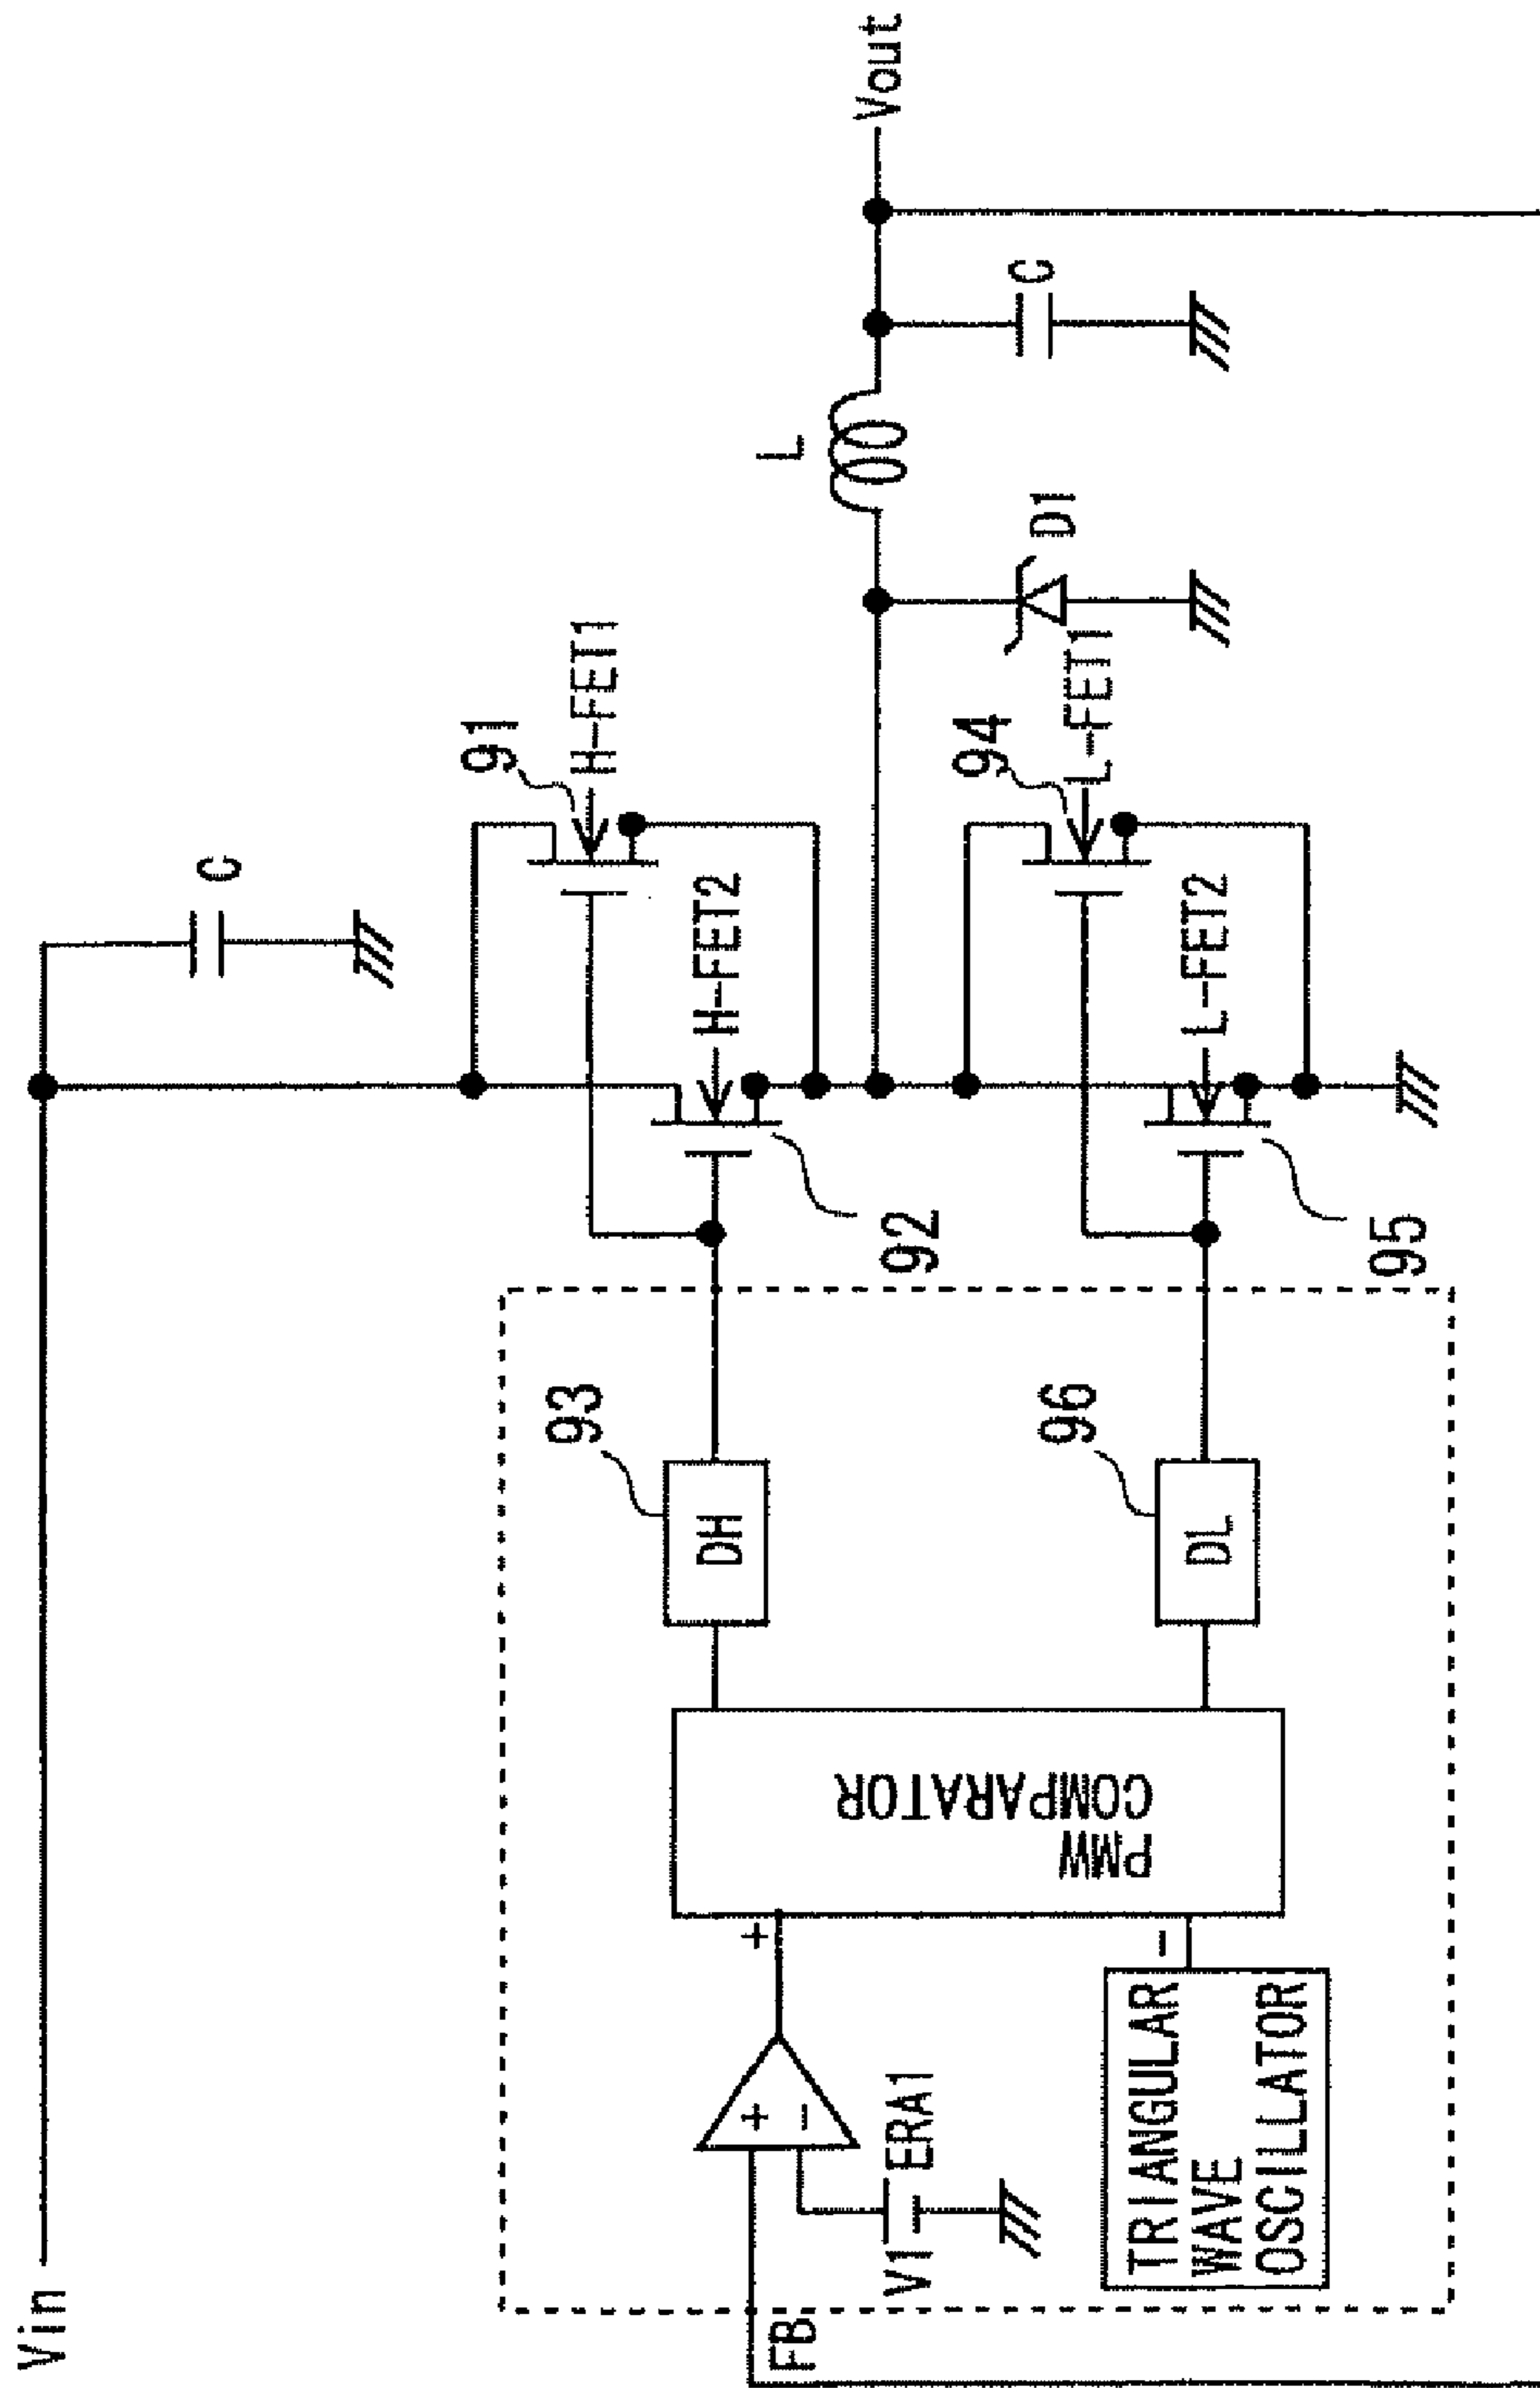 Vin
C
91
H-FET1
H-FET2
92
L
Vout
C
D1
94
L-FET1
L-FET2
95
93
DH
96
DL
PMW
COMPARATOR
+
-
+
-
ERA1
V1
FB
TRIANGULAR
WAVE
OSCILLATOR